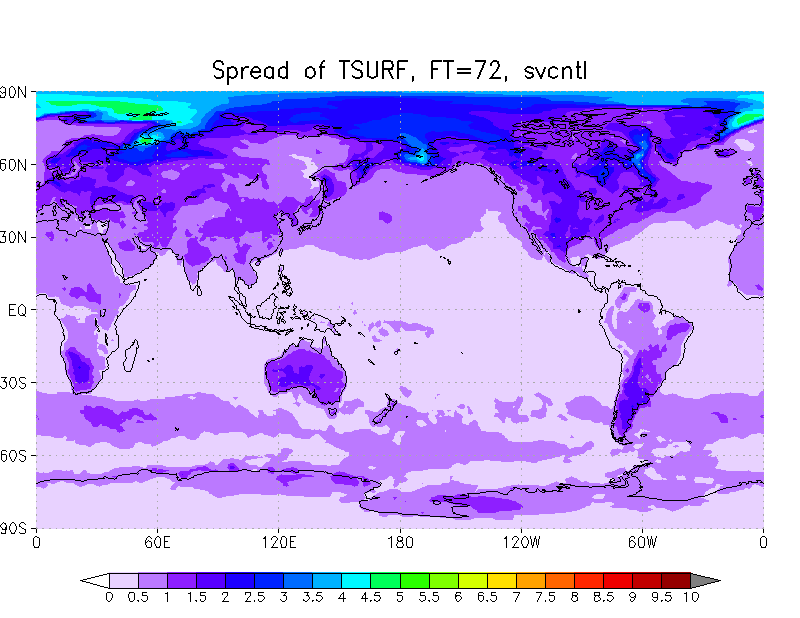 Spread of TSURF, FT=72, svcntl
90N
60N
30N
EQ
30S
60S
90S
0 60E 120E 180 120W 60W 0
0 0.5 1 1.5 2 2.5 3 3.5 4 4.5 5 5.5 6 6.5 7 7.5 8 8.5 9 9.5 10